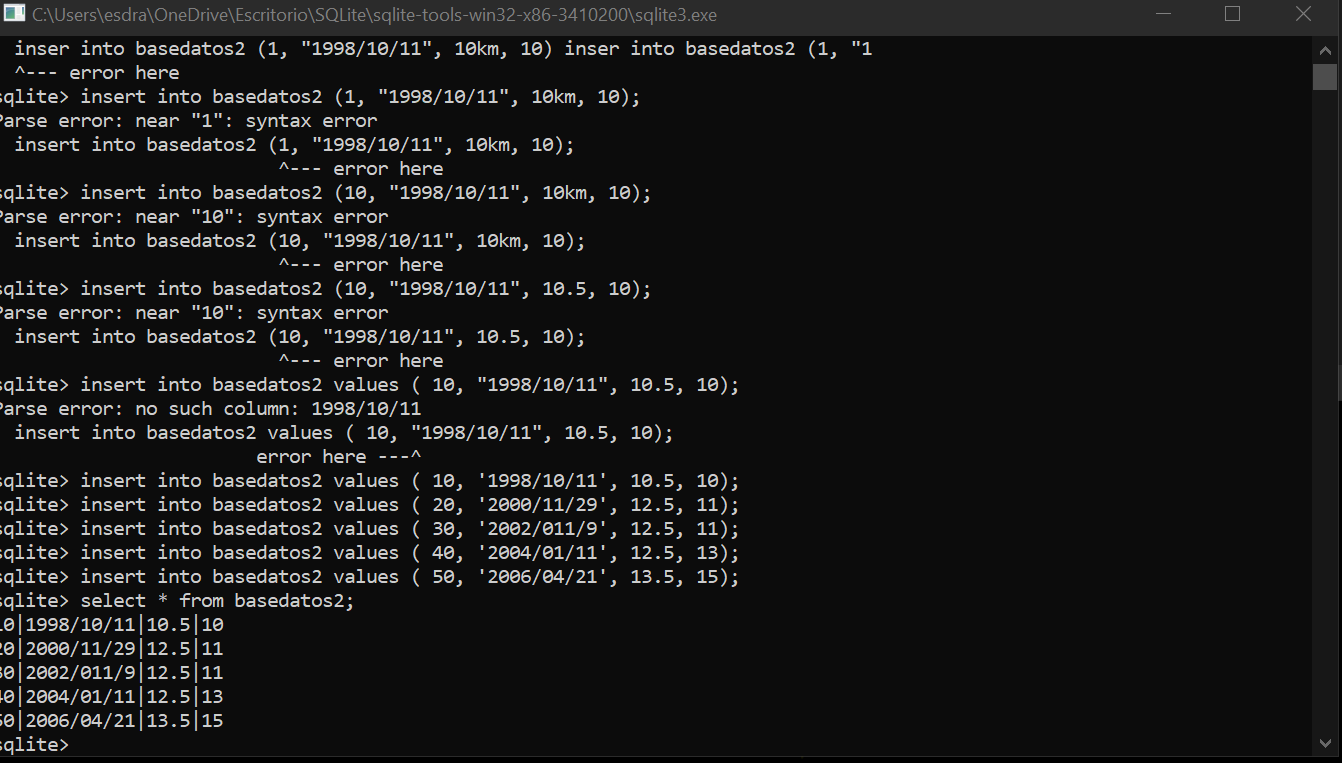 C:\Users\esdra\OneDrive\Escritorio\SQLite\sqlite-tools-win32-x86-3410200\sqlite3.exe
inser into basedatos2 (1, "1998/10/11", 10km, 10) inser into basedatos2 (1, "1
^--- error here
sqlite> insert into basedatos2 (1, "1998/10/11", 10km, 10);
Parse error: near "1": syntax error
insert into basedatos2 (1, "1998/10/11", 10km, 10);
^--- error here
sqlite> insert into basedatos2 (10, "1998/10/11", 10km, 10);
Parse error: near "10": syntax error
insert into basedatos2 (10, "1998/10/11", 10km, 10);
^--- error here
sqlite> insert into basedatos2 (10, "1998/10/11", 10.5, 10);
Parse error: near "10": syntax error
insert into basedatos2 (10, "1998/10/11", 10.5, 10);
^--- error here
sqlite> insert into basedatos2 values ( 10, "1998/10/11", 10.5, 10);
Parse error: no such column: 1998/10/11
insert into basedatos2 values ( 10, "1998/10/11", 10.5, 10);
error here ---^
sqlite> insert into basedatos2 values ( 10, '1998/10/11', 10.5, 10);
sqlite> insert into basedatos2 values ( 20, '2000/11/29', 12.5, 11);
sqlite> insert into basedatos2 values ( 30, '2002/011/9', 12.5, 11);
sqlite> insert into basedatos2 values ( 40, '2004/01/11', 12.5, 13);
sqlite> insert into basedatos2 values ( 50, '2006/04/21', 13.5, 15);
sqlite> select * from basedatos2;
10|1998/10/11|10.5|10
20|2000/11/29|12.5|11
30|2002/011/9|12.5|11
40|2004/01/11|12.5|13
50|2006/04/21|13.5|15
sqlite>